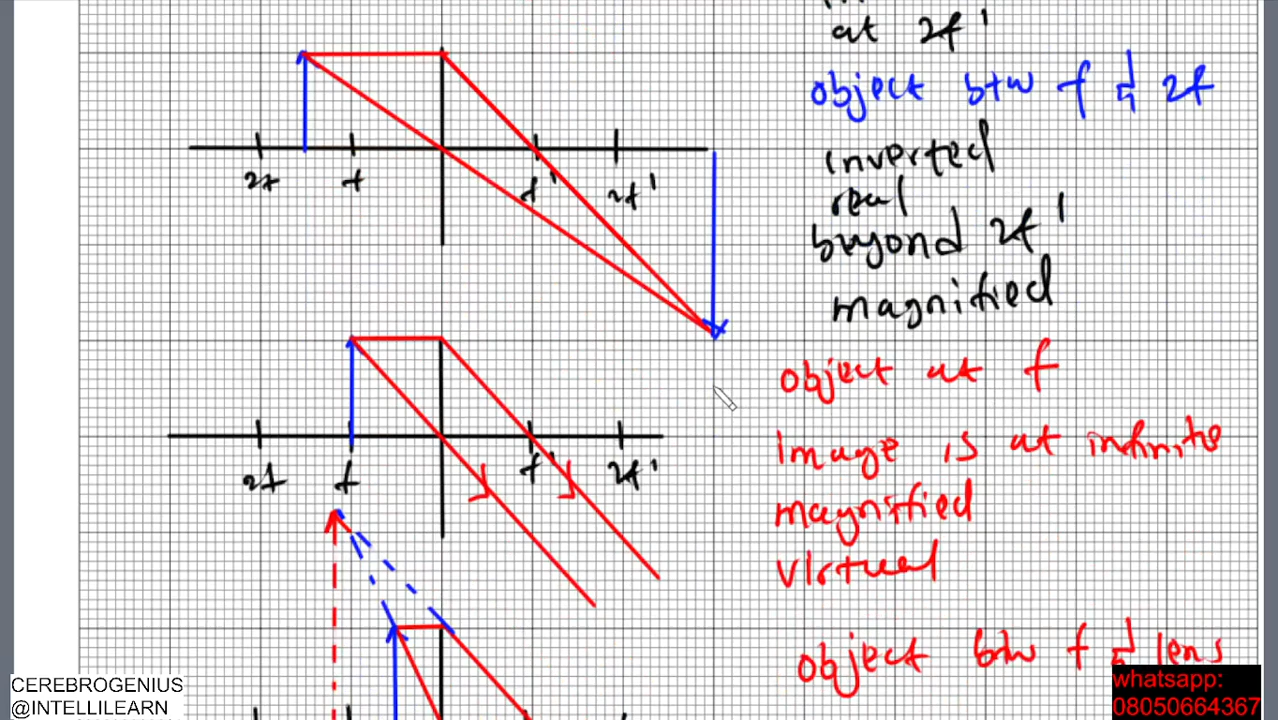 at 2f'
object btw f & 2f
inverted
real
beyond 2f'
magnified
2f f f' 2f'
object at f
image is at infinite
magnified
virtual
2f f f' 2f'
object btw f & lens
CEREBROGENIUS
@INTELLILEARN
whatsapp:
08050664367